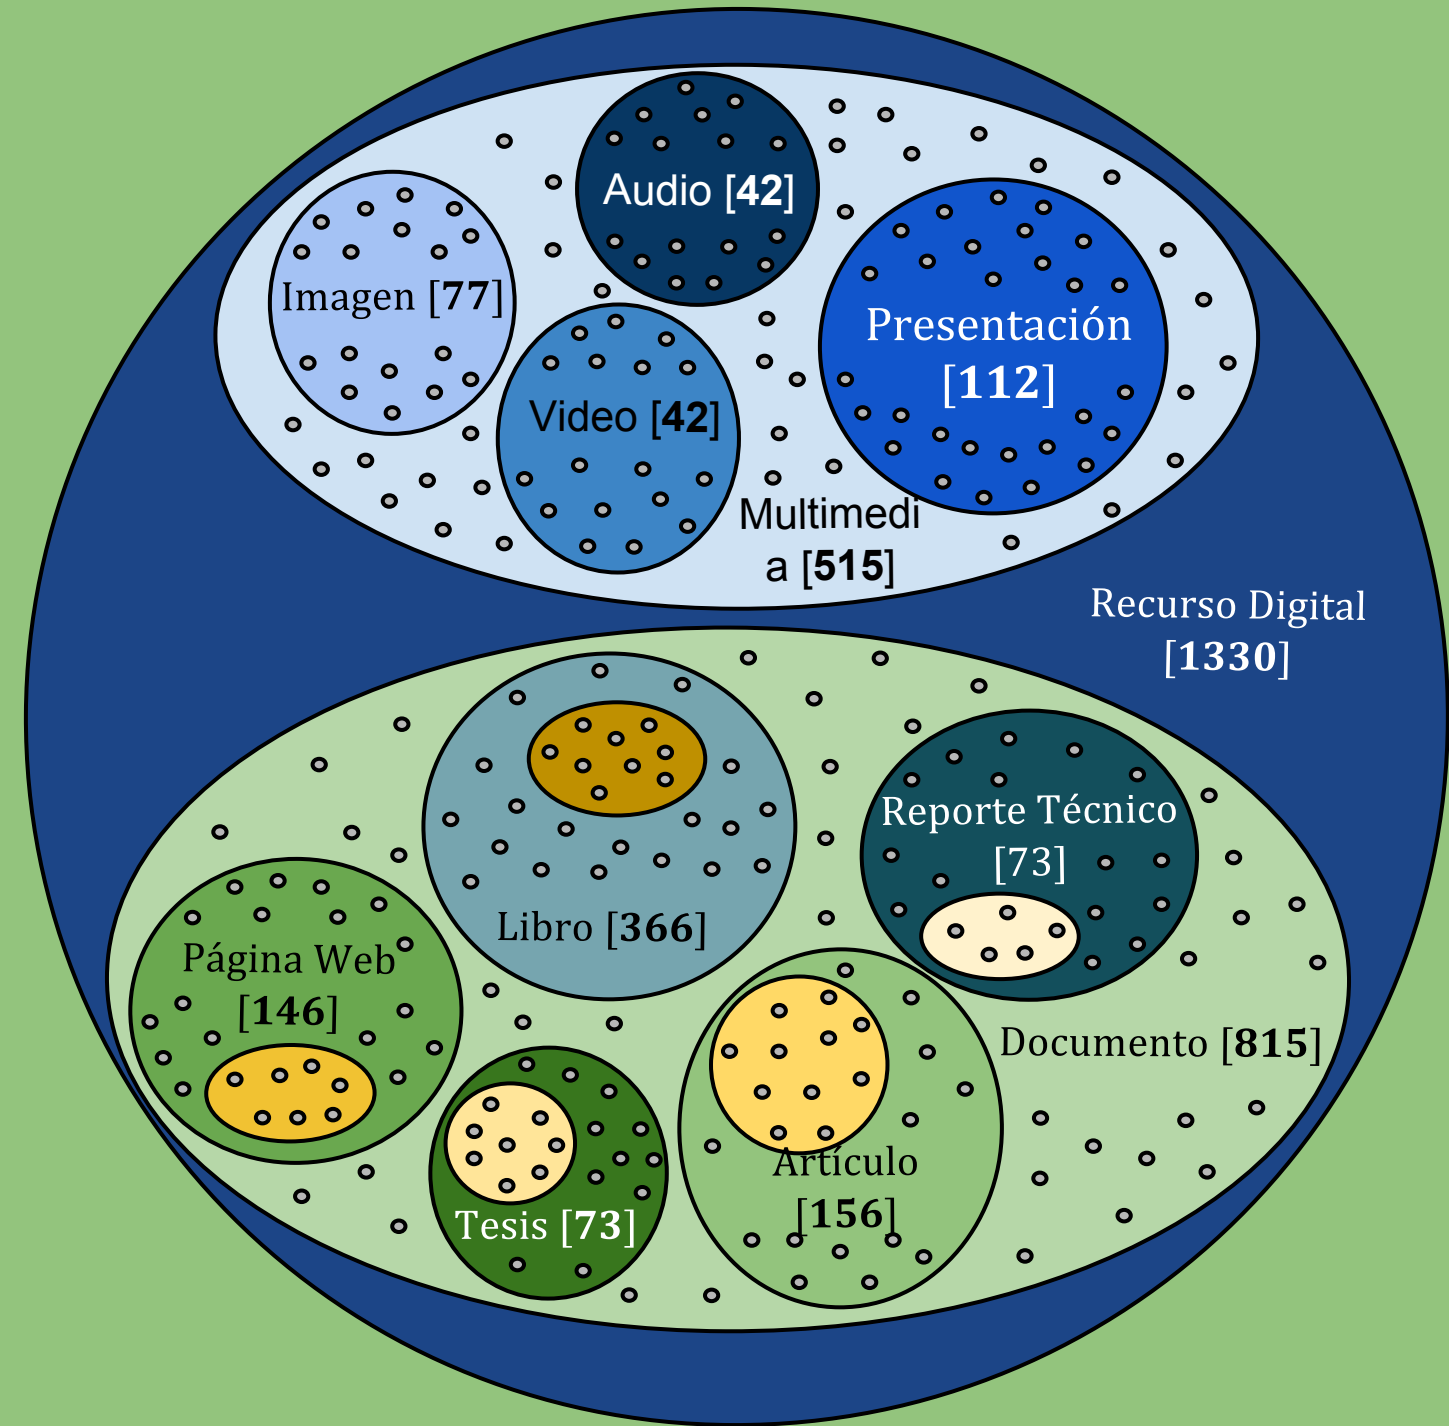 Audio [42]
Imagen [77]
Presentación
[112]
Video [42]
Multimedi
a [515]
Recurso Digital
[1330]
Reporte Técnico
[73]
Libro [366]
Página Web
[146]
Documento [815]
Artículo
[156]
Tesis [73]